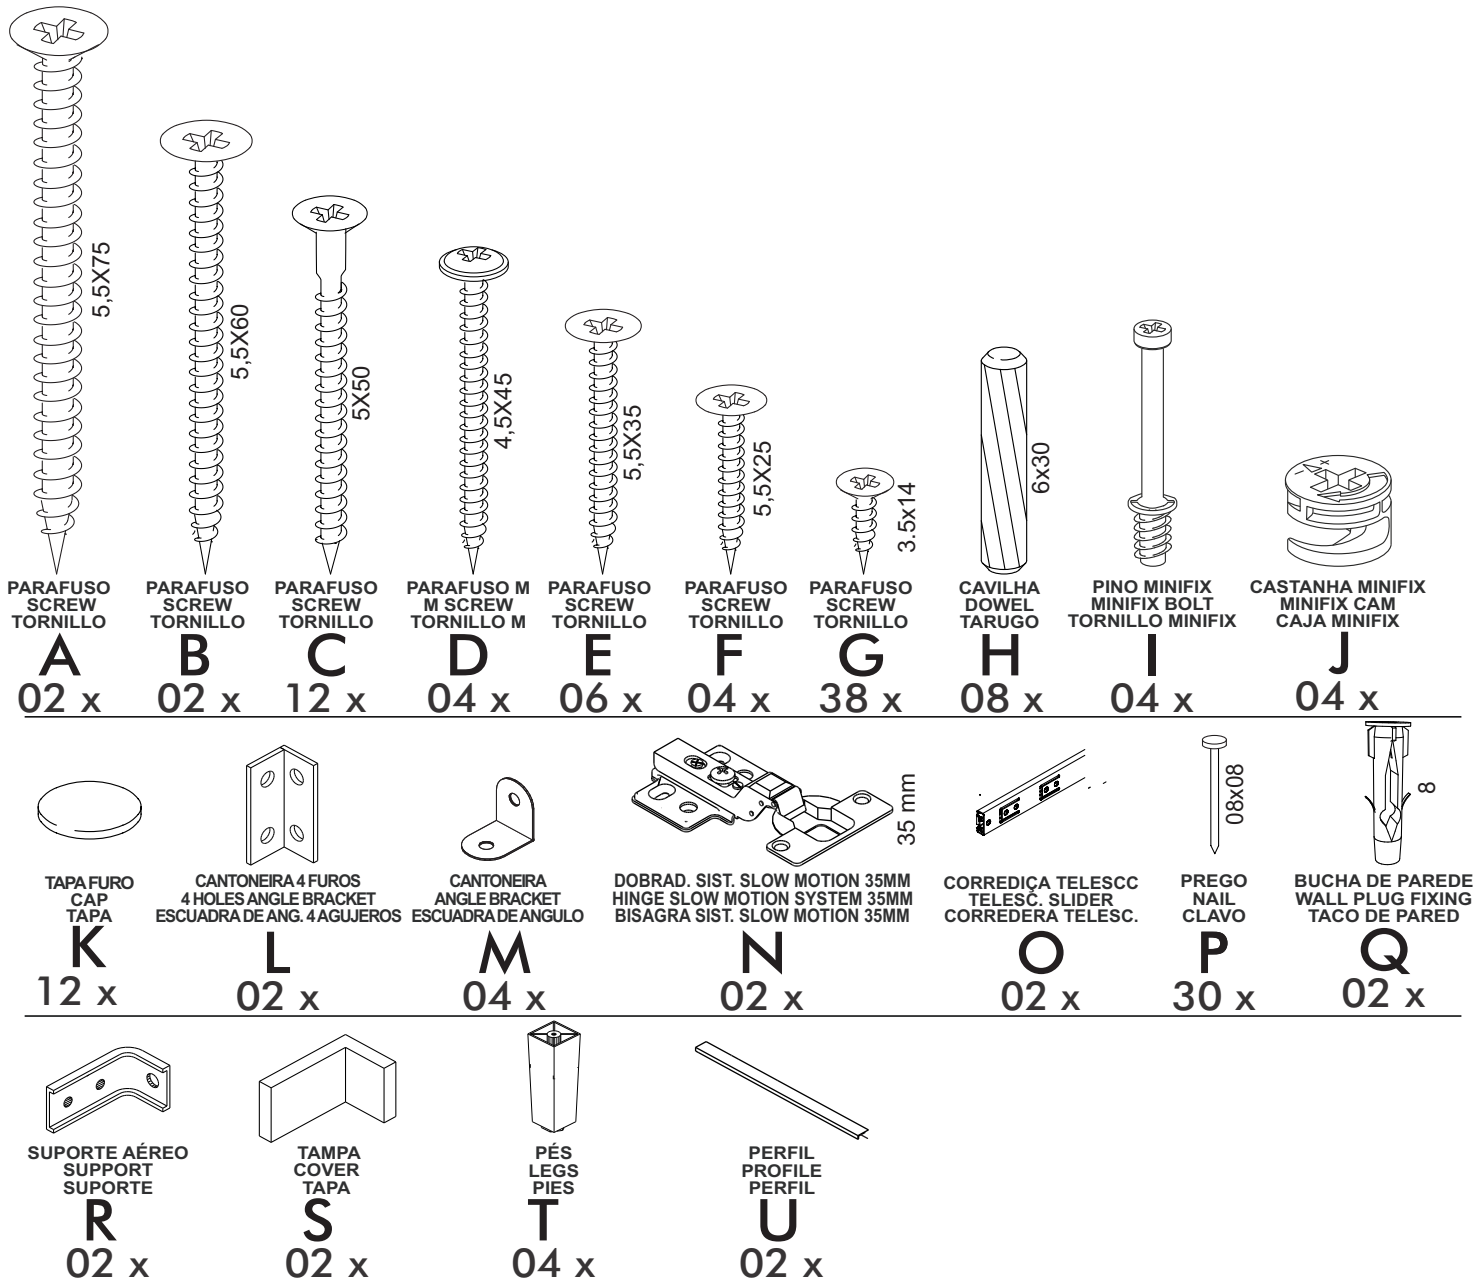 5,5X75
5,5X60
5X50
4,5X45
5,5X35
5,5X25
3.5x14
6x30
PARAFUSO
SCREW
TORNILLO
A
02 x
PARAFUSO
SCREW
TORNILLO
B
02 x
PARAFUSO
SCREW
TORNILLO
C
12 x
PARAFUSO M
M SCREW
TORNILLO M
D
04 x
PARAFUSO
SCREW
TORNILLO
E
06 x
PARAFUSO
SCREW
TORNILLO
F
04 x
PARAFUSO
SCREW
TORNILLO
G
38 x
CAVILHA
DOWEL
TARUGO
H
08 x
PINO MINIFIX
MINIFIX BOLT
TORNILLO MINIFIX
I
04 x
CASTANHA MINIFIX
MINIFIX CAM
CAJA MINIFIX
J
04 x
TAPA FURO
CAP
TAPA
K
12 x
CANTONEIRA 4 FUROS
4 HOLES ANGLE BRACKET
ESCUADRA DE ANG. 4 AGUJEROS
L
02 x
CANTONEIRA
ANGLE BRACKET
ESCUADRA DE ANGULO
M
04 x
35 mm
DOBRAD. SIST. SLOW MOTION 35MM
HINGE SLOW MOTION SYSTEM 35MM
BISAGRA SIST. SLOW MOTION 35MM
N
02 x
CORREDIÇA TELESCC
TELESC. SLIDER
CORREDERA TELESC.
O
02 x
08x08
PREGO
NAIL
CLAVO
P
30 x
8
BUCHA DE PAREDE
WALL PLUG FIXING
TACO DE PARED
Q
02 x
SUPORTE AÉREO
SUPPORT
SUPORTE
R
02 x
TAMPA
COVER
TAPA
S
02 x
PÉS
LEGS
PIES
T
04 x
PERFIL
PROFILE
PERFIL
U
02 x